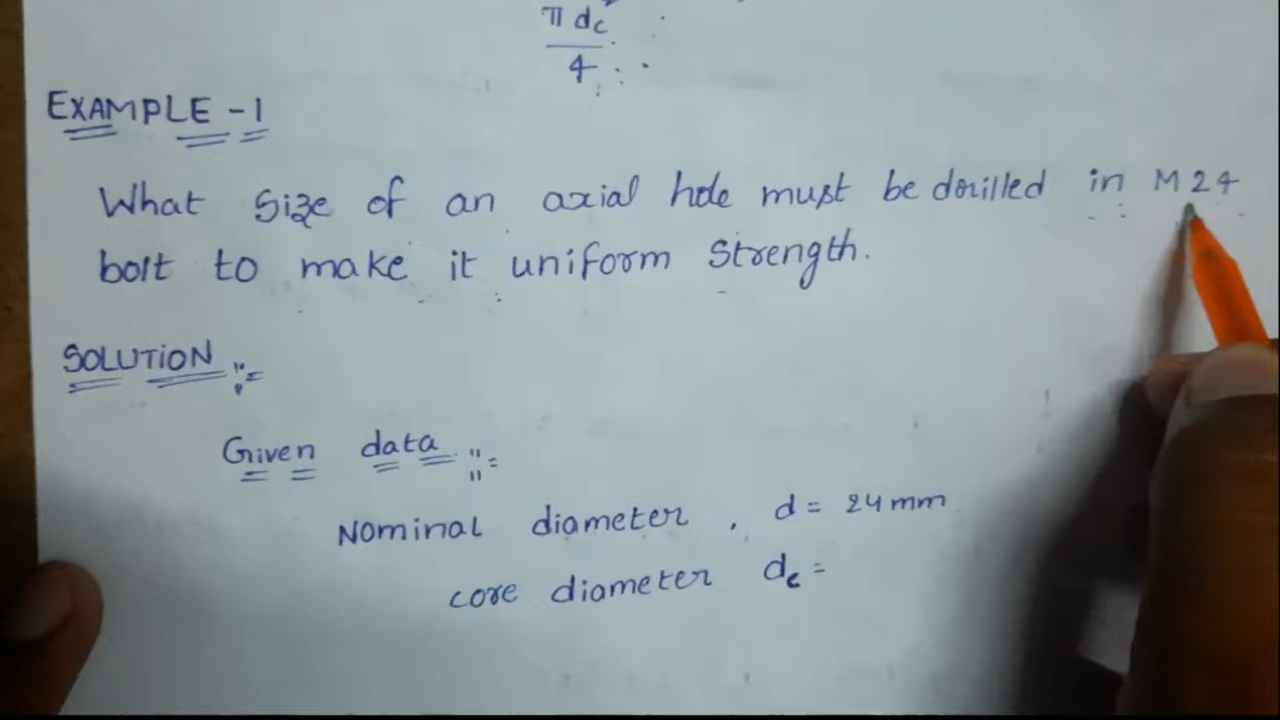 π dc
4
EXAMPLE - 1
What size of an axial hole must be drilled in M24
bolt to make it uniform strength.
SOLUTION :-
Given data :-
Nominal diameter , d = 24mm
core diameter dc =